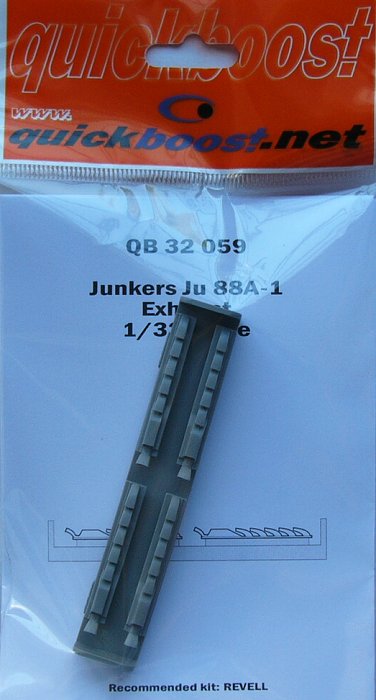 quickboost
www.
quickboost.net
QB 32 059
Junkers Ju 88A-1
Recommended kit: REVELL